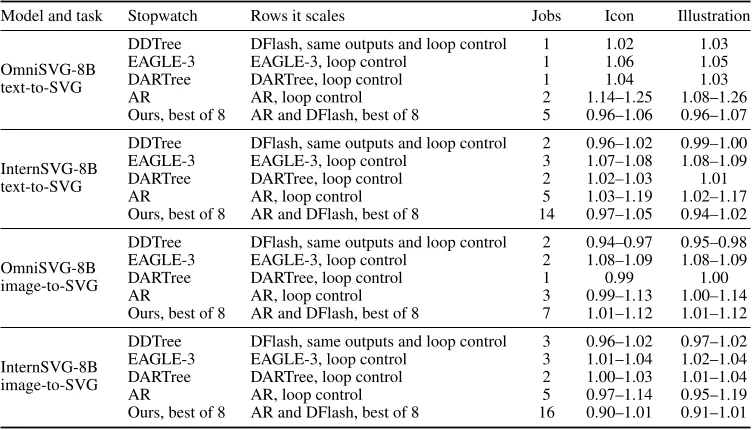 Model and task Stopwatch Rows it scales Jobs Icon Illustration
OmniSVG-8B text-to-SVG
DDTree DFlash, same outputs and loop control 1 1.02 1.03
EAGLE-3 EAGLE-3, loop control 1 1.06 1.05
DARTree DARTree, loop control 1 1.04 1.03
AR AR, loop control 2 1.14–1.25 1.08–1.26
Ours, best of 8 AR and DFlash, best of 8 5 0.96–1.06 0.96–1.07
InternSVG-8B text-to-SVG
DDTree DFlash, same outputs and loop control 2 0.96–1.02 0.99–1.00
EAGLE-3 EAGLE-3, loop control 3 1.07–1.08 1.08–1.09
DARTree DARTree, loop control 2 1.02–1.03 1.01
AR AR, loop control 5 1.03–1.19 1.02–1.17
Ours, best of 8 AR and DFlash, best of 8 14 0.97–1.05 0.94–1.02
OmniSVG-8B image-to-SVG
DDTree DFlash, same outputs and loop control 2 0.94–0.97 0.95–0.98
EAGLE-3 EAGLE-3, loop control 2 1.08–1.09 1.08–1.09
DARTree DARTree, loop control 1 0.99 1.00
AR AR, loop control 3 0.99–1.13 1.00–1.14
Ours, best of 8 AR and DFlash, best of 8 7 1.01–1.12 1.01–1.12
InternSVG-8B image-to-SVG
DDTree DFlash, same outputs and loop control 3 0.96–1.02 0.97–1.02
EAGLE-3 EAGLE-3, loop control 3 1.01–1.04 1.02–1.04
DARTree DARTree, loop control 2 1.00–1.03 1.01–1.04
AR AR, loop control 5 0.97–1.14 0.95–1.19
Ours, best of 8 AR and DFlash, best of 8 16 0.90–1.01 0.91–1.01